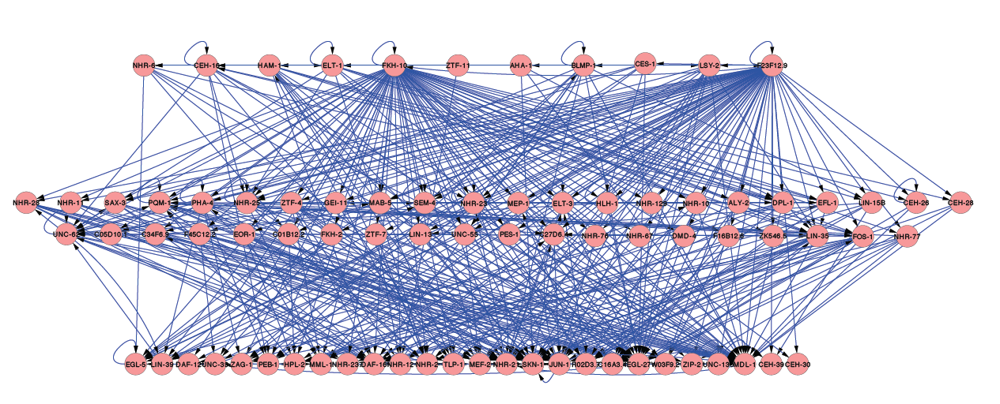 NHR-6 CEH-16 HAM-1 ELT-1 FKH-10 ZTF-11 AHA-1 BLMP-1 CES-1 LSY-2 F23F12.9
NHR-28 NHR-11 SAX-3 PQM-1 PHA-4 NHR-25 ZTF-4 GEI-11 MAB-5 SEM-4 NHR-23 MEP-1 ELT-3 HLH-1 NHR-129 NHR-10 ALY-2 DPL-1 EFL-1 LIN-15B CEH-26 CEH-28
UNC-62 C05D10.1 C34F6.9 F45C12.2 EOR-1 C01B12.2 FKH-2 ZTF-7 LIN-13 UNC-55 PES-1 C27D6.4 NHR-76 NHR-67 DMD-4 F16B12.6 ZK546.5 LIN-35 FOS-1 NHR-77
EGL-5 LIN-39 DAF-12 UNC-39 ZAG-1 PEB-1 HPL-2 MML-1 NHR-237 DAF-16 NHR-12 NHR-2 TLP-1 MEF-2 NHR-21 SKN-1 JUN-1 C16A3.4 EGL-27 W03F9.2 ZIP-2 UNC-130 MDL-1 CEH-39 CEH-30